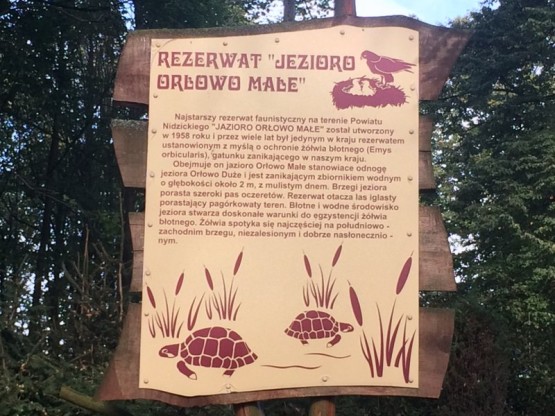 REZERWAT "JEZIORO
ORŁOWO MAŁE"
Najstarszy rezerwat faunistyczny na terenie Powiatu
Nidzickiego "JAZIORO ORŁOWO MAŁE" został utworzony
w 1958 roku i przez wiele lat był jedynym w kraju rezerwatem
ustanowionym z myślą o ochronie żółwia błotnego (Emys
orbicularis), gatunku zanikającego w naszym kraju.
Obejmuje on jazioro Orłowo Małe stanowiace odnogę
jeziora Orłowo Duże i jest zanikającym zbiornikiem wodnym
o głębokości około 2 m, z mulistym dnem. Brzegi jeziora
porasta szeroki pas oczeretów. Rezerwat otacza las iglasty
porastający pagórkowaty teren. Błotne i wodne środowisko
jeziora stwarza doskonałe warunki do egzystencji żółwia
błotnego. Żółwia spotyka się najczęściej na południowo -
zachodnim brzegu, niezalesionym i dobrze nasłonecznio -
nym.